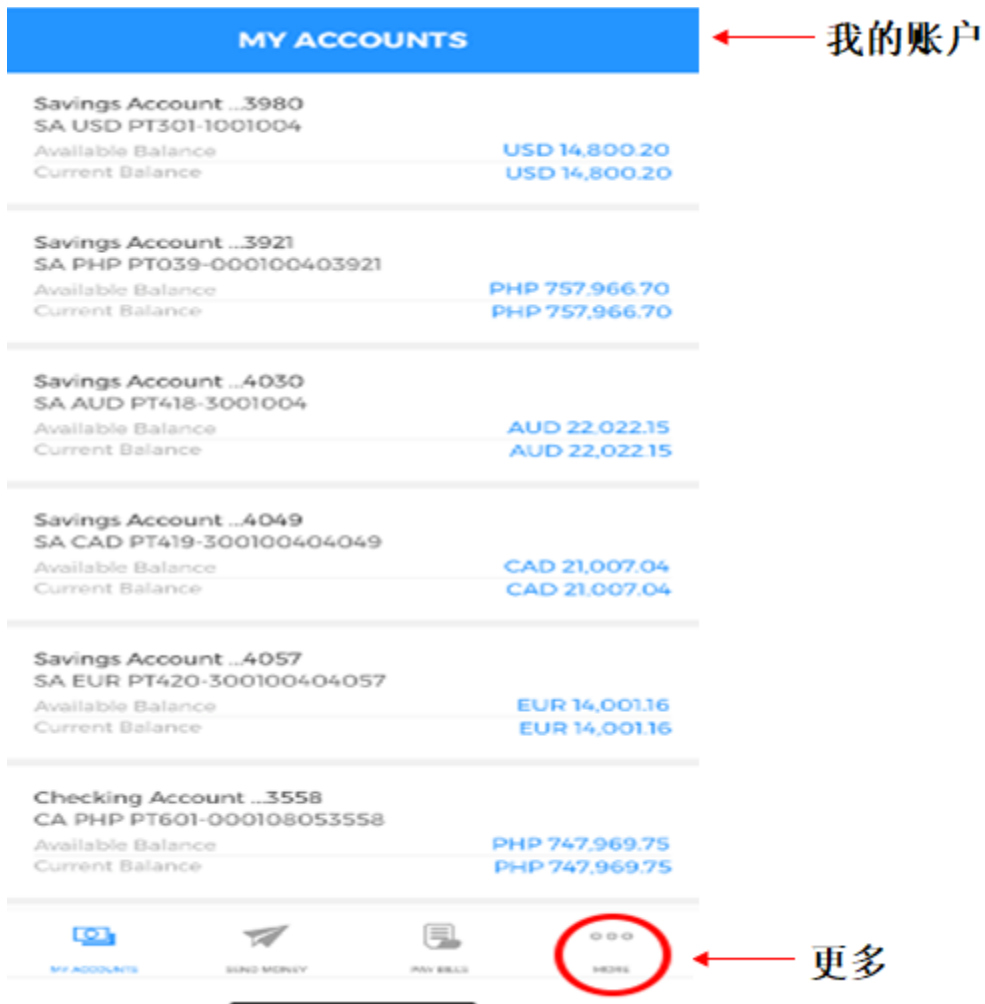 MY ACCOUNTS
我的账户
Savings Account ...3980
SA USD PT301-1001004
Available Balance USD 14,800.20
Current Balance USD 14,800.20
Savings Account ...3921
SA PHP PT039-000100403921
Available Balance PHP 757,966.70
Current Balance PHP 757,966.70
Savings Account ...4030
SA AUD PT418-3001004
Available Balance AUD 22,022.15
Current Balance AUD 22,022.15
Savings Account ...4049
SA CAD PT419-300100404049
Available Balance CAD 21,007.04
Current Balance CAD 21,007.04
Savings Account ...4057
SA EUR PT420-300100404057
Available Balance EUR 14,001.16
Current Balance EUR 14,001.16
Checking Account ...3558
CA PHP PT601-000108053558
Available Balance PHP 747,969.75
Current Balance PHP 747,969.75
MY ACCOUNTS SEND MONEY PAY BILLS MORE
更多